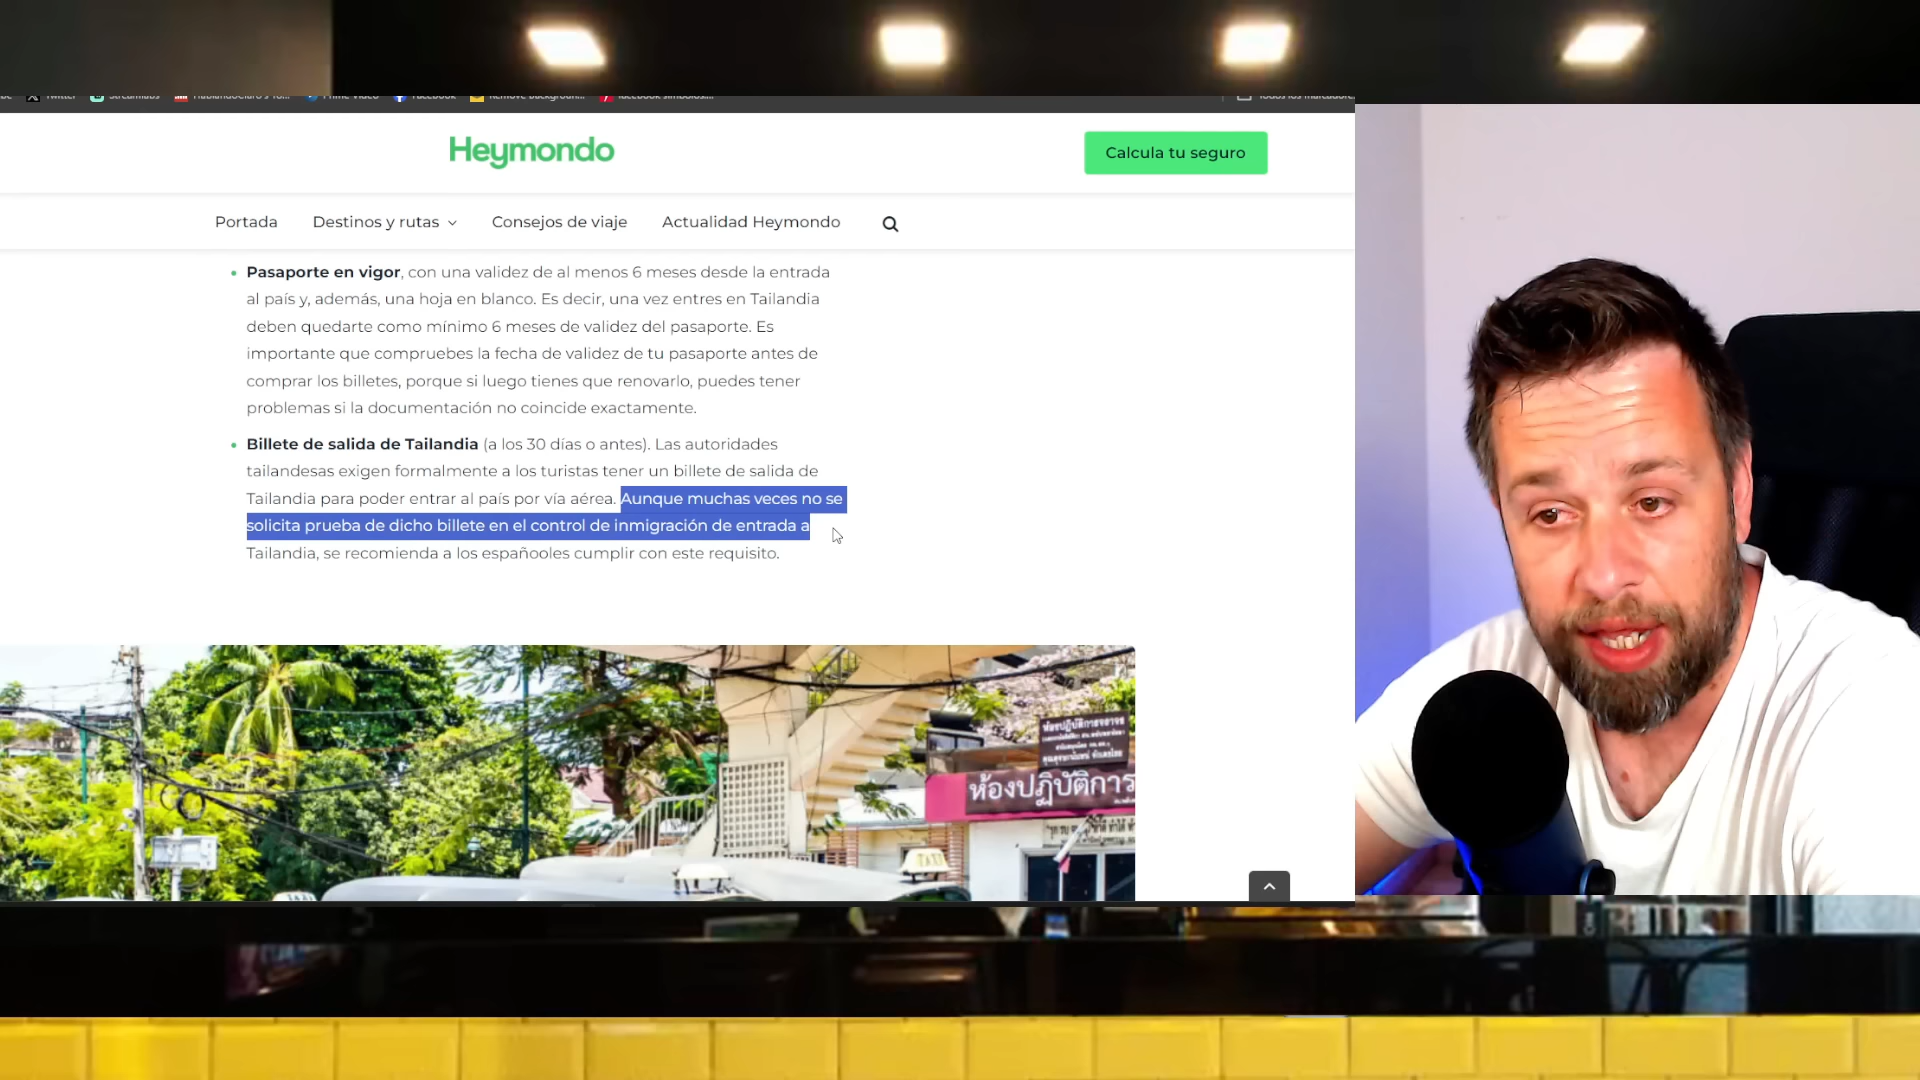 Twitter
Streamlabs
Prime Video
Facebook
Heymondo
Calcula tu seguro
Portada
Destinos y rutas
Consejos de viaje
Actualidad Heymondo
Pasaporte en vigor, con una validez de al menos 6 meses desde la entrada
al país y, además, una hoja en blanco. Es decir, una vez entres en Tailandia
deben quedarte como mínimo 6 meses de validez del pasaporte. Es
importante que compruebes la fecha de validez de tu pasaporte antes de
comprar los billetes, porque si luego tienes que renovarlo, puedes tener
problemas si la documentación no coincide exactamente.
Billete de salida de Tailandia (a los 30 días o antes). Las autoridades
tailandesas exigen formalmente a los turistas tener un billete de salida de
Tailandia para poder entrar al país por vía aérea. Aunque muchas veces no se
solicita prueba de dicho billete en el control de inmigración de entrada a
Tailandia, se recomienda a los españooles cumplir con este requisito.
ห้องปฏิบัติการ
TAXI